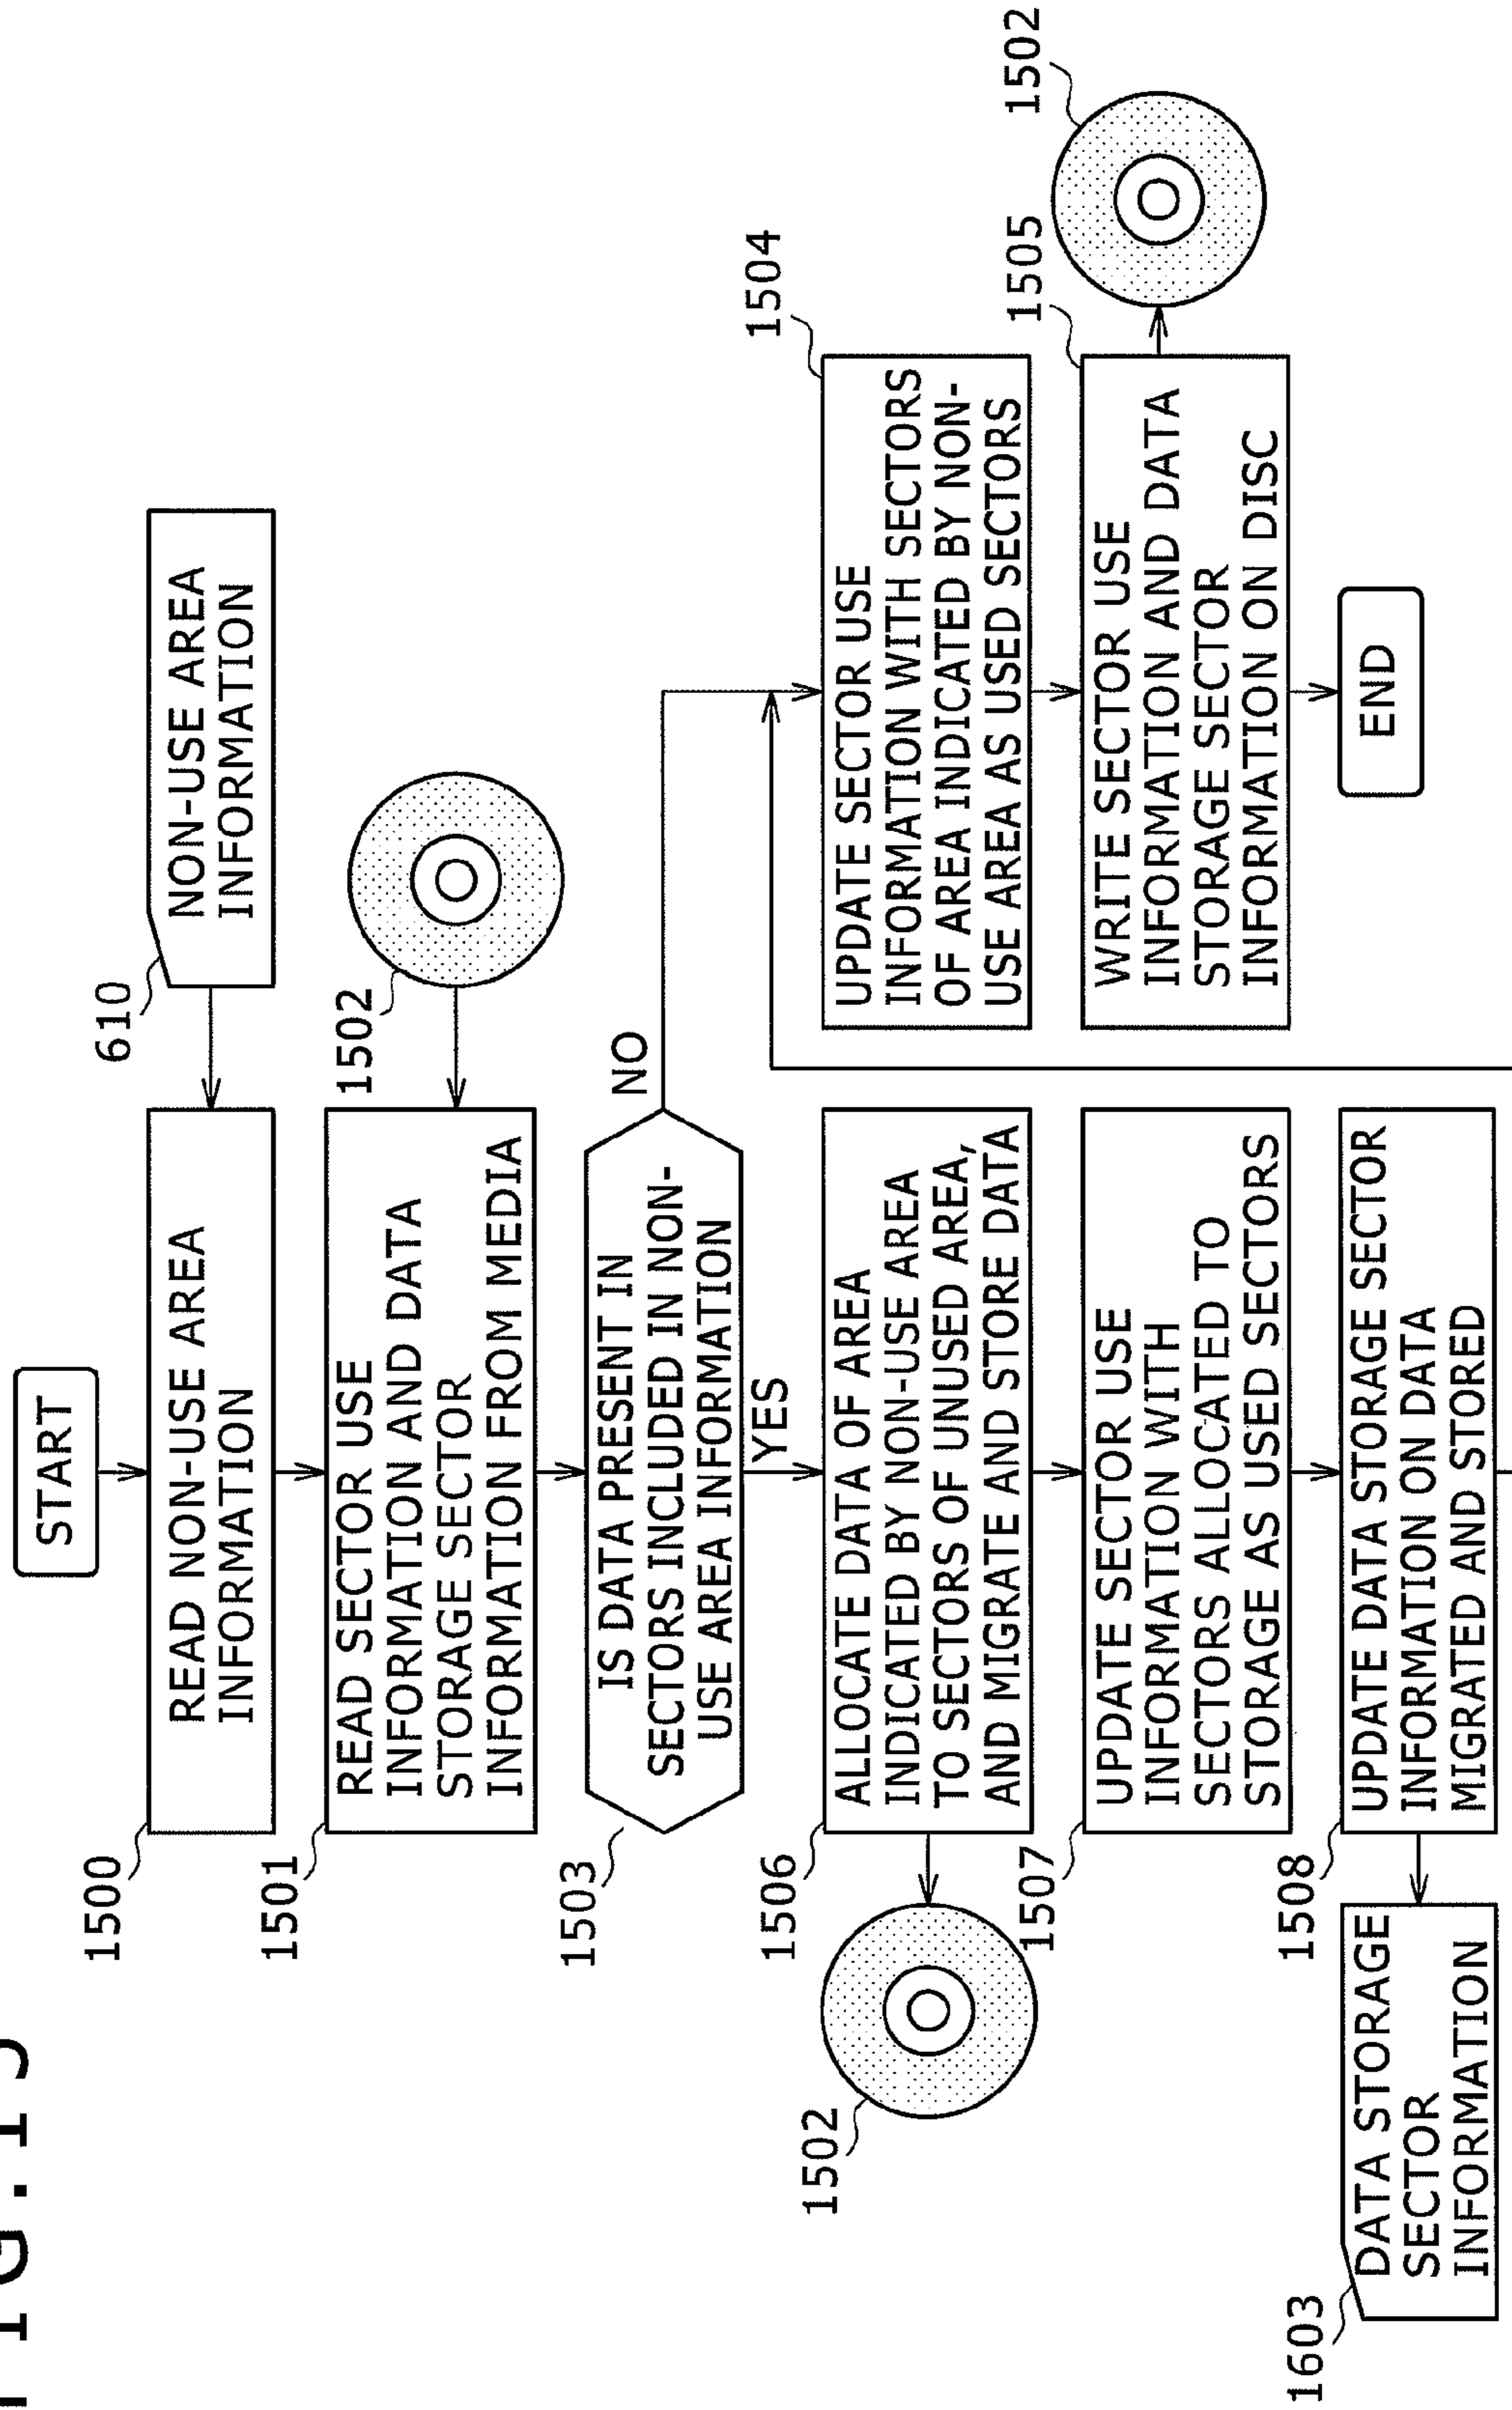 FIG.15
START
1500
READ NON-USE AREA
INFORMATION
610
NON-USE AREA
INFORMATION
1501
READ SECTOR USE
INFORMATION AND DATA
STORAGE SECTOR
INFORMATION FROM MEDIA
1502
1503
IS DATA PRESENT IN
SECTORS INCLUDED IN NON-
USE AREA INFORMATION
NO
YES
1506
ALLOCATE DATA OF AREA
INDICATED BY NON-USE AREA
TO SECTORS OF UNUSED AREA,
AND MIGRATE AND STORE DATA
1502
1507
UPDATE SECTOR USE
INFORMATION WITH
SECTORS ALLOCATED TO
STORAGE AS USED SECTORS
1508
UPDATE DATA STORAGE SECTOR
INFORMATION ON DATA
MIGRATED AND STORED
1603
DATA STORAGE
SECTOR
INFORMATION
1504
UPDATE SECTOR USE
INFORMATION WITH SECTORS
OF AREA INDICATED BY NON-
USE AREA AS USED SECTORS
1505
WRITE SECTOR USE
INFORMATION AND DATA
STORAGE SECTOR
INFORMATION ON DISC
1502
END